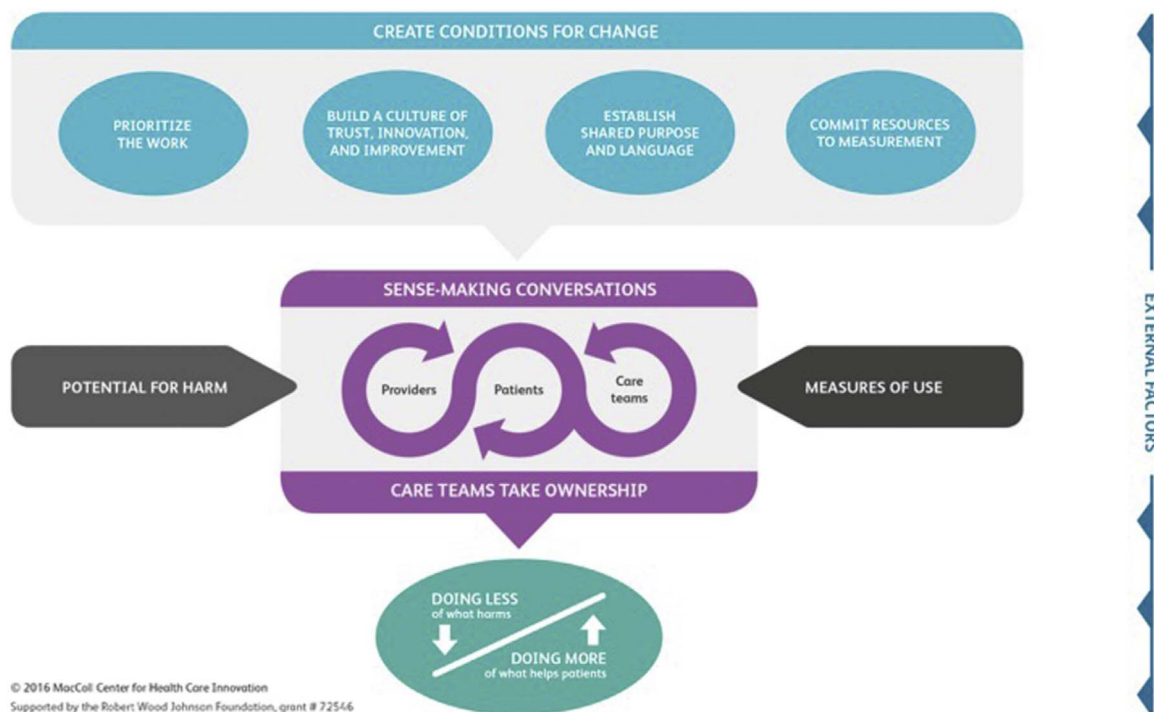 CREATE CONDITIONS FOR CHANGE
PRIORITIZE
THE WORK
BUILD A CULTURE OF
TRUST, INNOVATION,
AND IMPROVEMENT
ESTABLISH
SHARED PURPOSE
AND LANGUAGE
COMMIT RESOURCES
TO MEASUREMENT
SENSE-MAKING CONVERSATIONS
POTENTIAL FOR HARM
Providers
Patients
Care
teams
MEASURES OF USE
CARE TEAMS TAKE OWNERSHIP
DOING LESS
of what harms
DOING MORE
of what helps patients
EXTERNAL FACTORS
© 2016 MacColl Center for Health Care Innovation
Supported by the Robert Wood Johnson Foundation, grant # 72546